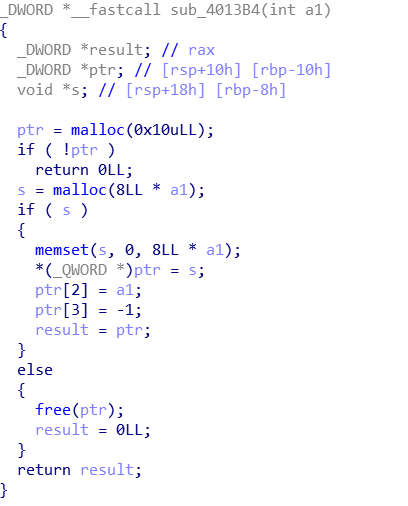 _DWORD *__fastcall sub_4013B4(int a1)
{
  _DWORD *result; // rax
  _DWORD *ptr; // [rsp+10h] [rbp-10h]
  void *s; // [rsp+18h] [rbp-8h]

  ptr = malloc(0x10uLL);
  if ( !ptr )
    return 0LL;
  s = malloc(8LL * a1);
  if ( s )
  {
    memset(s, 0, 8LL * a1);
    *(_QWORD *)ptr = s;
    ptr[2] = a1;
    ptr[3] = -1;
    result = ptr;
  }
  else
  {
    free(ptr);
    result = 0LL;
  }
  return result;
}